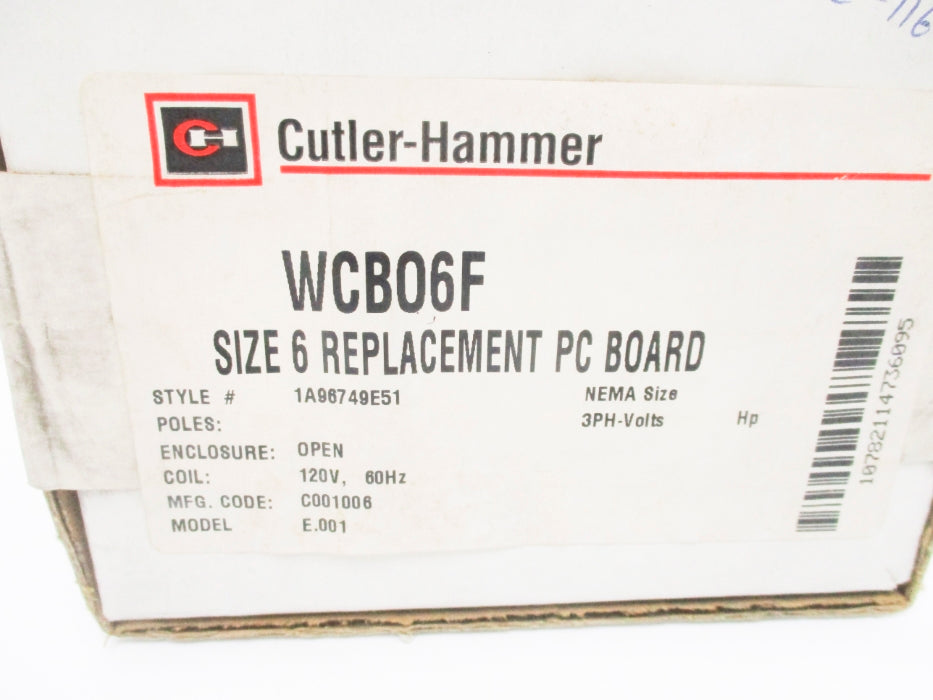 CH Cutler-Hammer
WCB06F
SIZE 6 REPLACEMENT PC BOARD
STYLE # 1A96749E51 NEMA Size
POLES: 3PH-Volts Hp
ENCLOSURE: OPEN
COIL: 120V, 60Hz
MFG. CODE: C001006
MODEL E.001
10782114736095